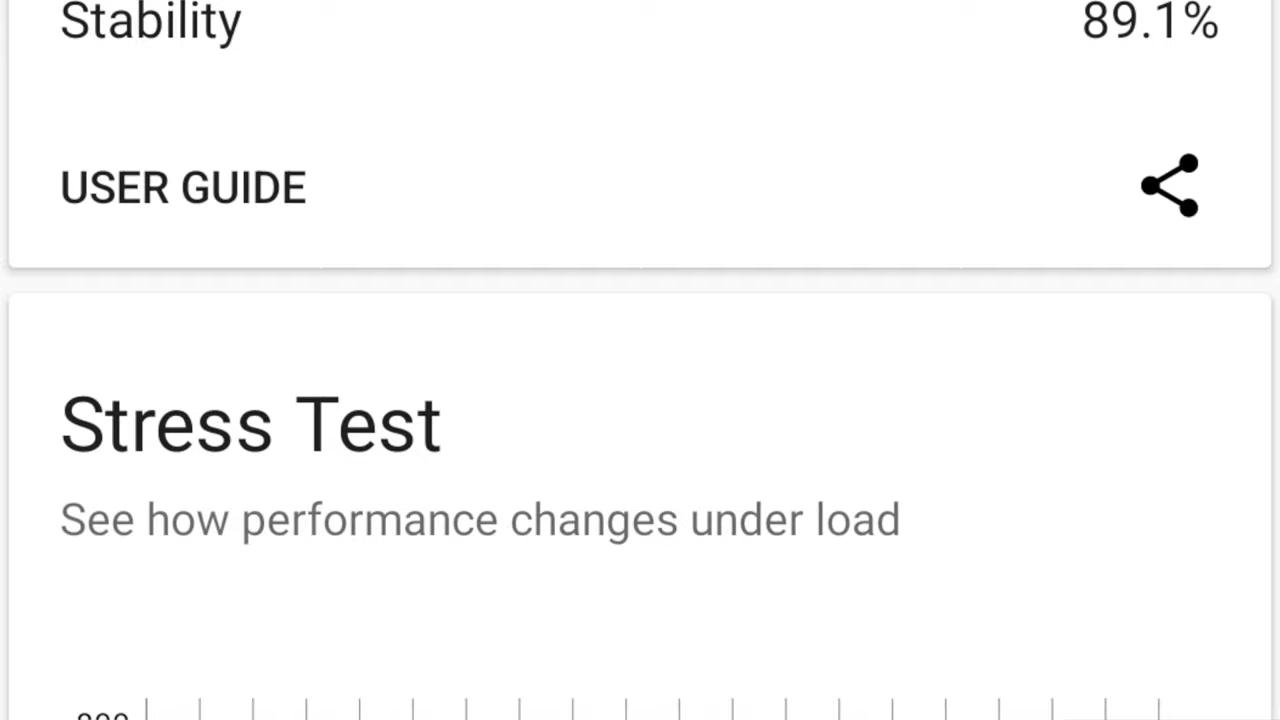 Stability 89.1%
USER GUIDE
Stress Test
See how performance changes under load